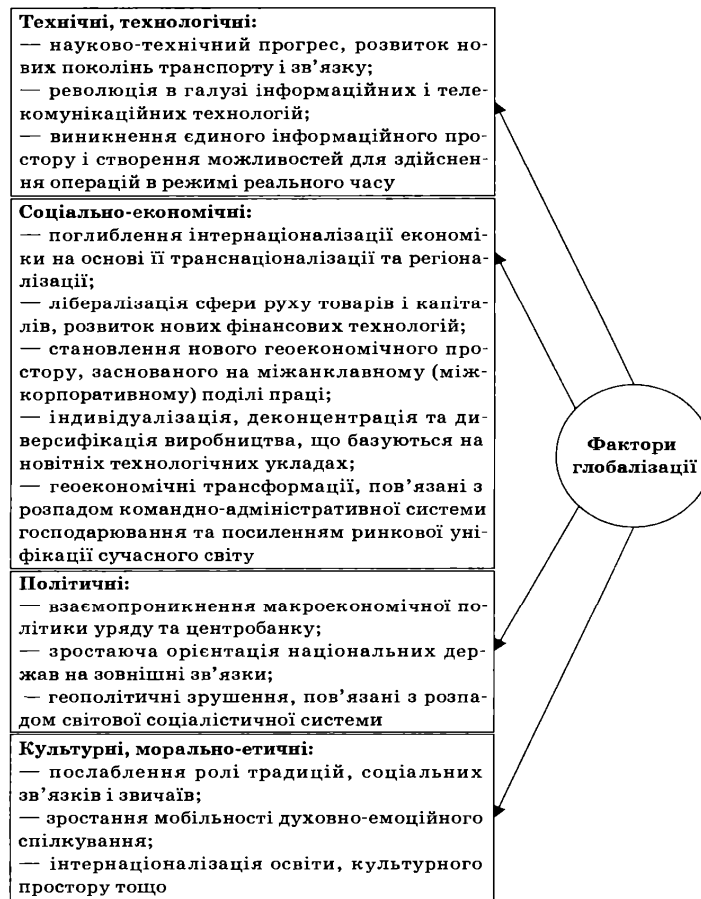 Технічні, технологічні:
— науково-технічний прогрес, розвиток но-
вих поколінь транспорту і зв’язку;
— революція в галузі інформаційних і теле-
комунікаційних технологій;
— виникнення єдиного інформаційного про-
стору і створення можливостей для здійснен-
ня операцій в режимі реального часу
Соціально-економічні:
— поглиблення інтернаціоналізації економі-
ки на основі її транснаціоналізації та регіона-
лізації;
— лібералізація сфери руху товарів і капіта-
лів, розвиток нових фінансових технологій;
— становлення нового геоекономічного про-
стору, заснованого на міжанклавному (між-
корпоративному) поділі праці;
— індивідуалізація, деконцентрація та ди-
версифікація виробництва, що базуються на
новітніх технологічних укладах;
— геоекономічні трансформації, пов’язані з
розпадом командно-адміністративної системи
господарювання та посиленням ринкової уні-
фікації сучасного світу
Політичні:
— взаємопроникнення макроекономічної по-
літики уряду та центробанку;
— зростаюча орієнтація національних дер-
жав на зовнішні зв’язки;
— геополітичні зрушення, пов’язані з розпа-
дом світової соціалістичної системи
Культурні, морально-етичні:
— послаблення ролі традицій, соціальних
зв’язків і звичаїв;
— зростання мобільності духовно-емоційного
спілкування;
— інтернаціоналізація освіти, культурного
простору тощо
Фактори
глобалізації